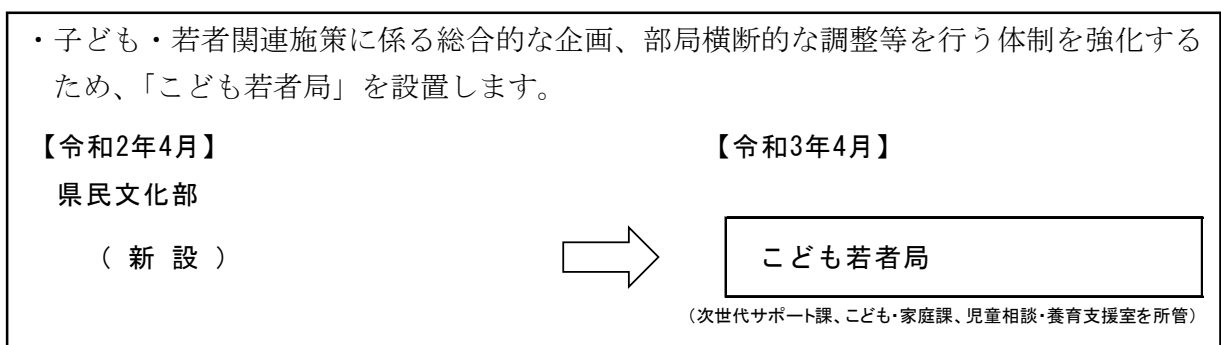 ・子ども・若者関連施策に係る総合的な企画、部局横断的な調整等を行う体制を強化する
ため、「こども若者局」を設置します。
【令和2年4月】 【令和3年4月】
県民文化部
（ 新 設 ） こども若者局
（次世代サポート課、こども・家庭課、児童相談・養育支援室を所管）